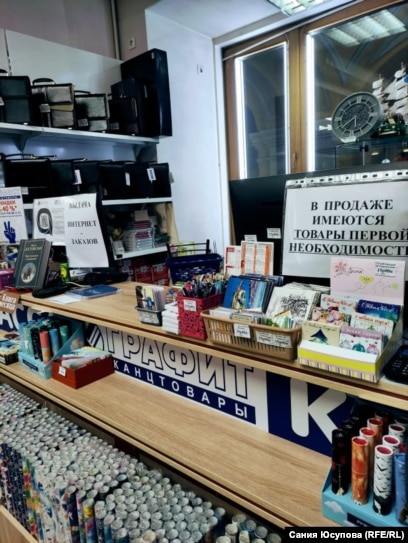 В ПРОДАЖЕ
ИМЕЮТСЯ
ТОВАРЫ ПЕРВОЙ
НЕОБХОДИМОСТИ
ВЫДАЧА
ИНТЕРНЕТ
ЗАКАЗОВ
ГРАФИТ
КАНЦТОВАРЫ
К
Сания Юсупова (RFE/RL)